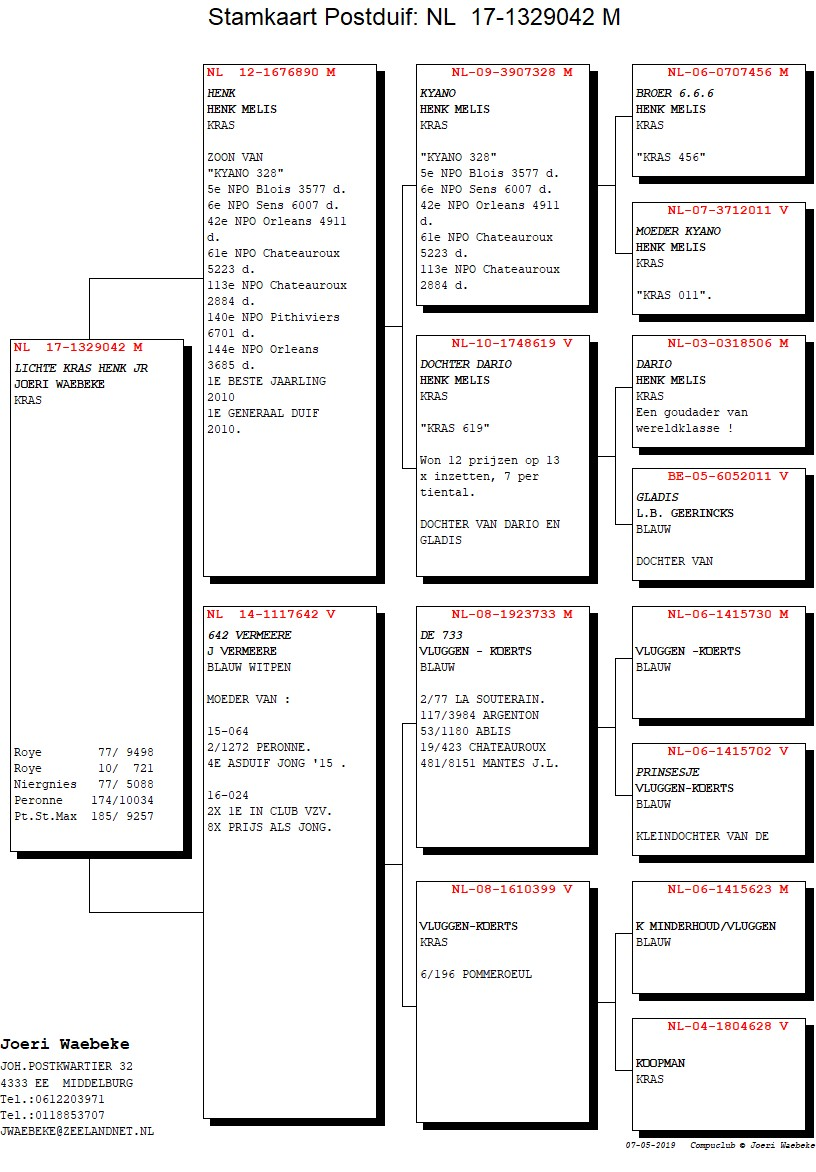 Stamkaart Postduif: NL  17-1329042 M
NL  17-1329042 M
LICHTE KRAS HENK JR
JOERI WAEBEKE
KRAS
Roye        77/ 9498
Roye        10/  721
Niergnies   77/ 5088
Peronne    174/10034
Pt.St.Max  185/ 9257
NL  12-1676890 M
HENK
HENK MELIS
KRAS
ZOON VAN
"KYANO 328"
5e NPO Blois 3577 d.
6e NPO Sens 6007 d.
42e NPO Orleans 4911
d.
61e NPO Chateauroux
5223 d.
113e NPO Chateauroux
2884 d.
140e NPO Pithiviers
6701 d.
144e NPO Orleans
3685 d.
1E BESTE JAARLING
2010
1E GENERAAL DUIF
2010.
NL  14-1117642 V
642 VERMEERE
J VERMEERE
BLAUW WITPEN
MOEDER VAN :
15-064
2/1272 PERONNE.
4E ASDUIF JONG '15 .
16-024
2X 1E IN CLUB VZV.
8X PRIJS ALS JONG.
NL-09-3907328 M
KYANO
HENK MELIS
KRAS
"KYANO 328"
5e NPO Blois 3577 d.
6e NPO Sens 6007 d.
42e NPO Orleans 4911
d.
61e NPO Chateauroux
5223 d.
113e NPO Chateauroux
2884 d.
NL-10-1748619 V
DOCHTER DARIO
HENK MELIS
KRAS
"KRAS 619"
Won 12 prijzen op 13
x inzetten, 7 per
tiental.
DOCHTER VAN DARIO EN
GLADIS
NL-08-1923733 M
DE 733
VLUGGEN - KOERTS
BLAUW
2/77 LA SOUTERAIN.
117/3984 ARGENTON
53/1180 ABLIS
19/423 CHATEAUROUX
481/8151 MANTES J.L.
NL-08-1610399 V
VLUGGEN-KOERTS
KRAS
6/196 POMMEROEUL
NL-06-0707456 M
BROER 6.6.6
HENK MELIS
KRAS
"KRAS 456"
NL-07-3712011 V
MOEDER KYANO
HENK MELIS
KRAS
"KRAS 011".
NL-03-0318506 M
DARIO
HENK MELIS
KRAS
Een goudader van
wereldklasse !
BE-05-6052011 V
GLADIS
L.B. GEERINCKS
BLAUW
DOCHTER VAN
NL-06-1415730 M
VLUGGEN -KOERTS
BLAUW
NL-06-1415702 V
PRINSESJE
VLUGGEN-KOERTS
BLAUW
KLEINDOCHTER VAN DE
NL-06-1415623 M
K MINDERHOUD/VLUGGEN
BLAUW
NL-04-1804628 V
KOOPMAN
KRAS
Joeri Waebeke
JOH.POSTKWARTIER 32
4333 EE  MIDDELBURG
Tel.:0612203971
Tel.:0118853707
JWAEBEKE@ZEELANDNET.NL
07-05-2019   Compuclub © Joeri Waebeke